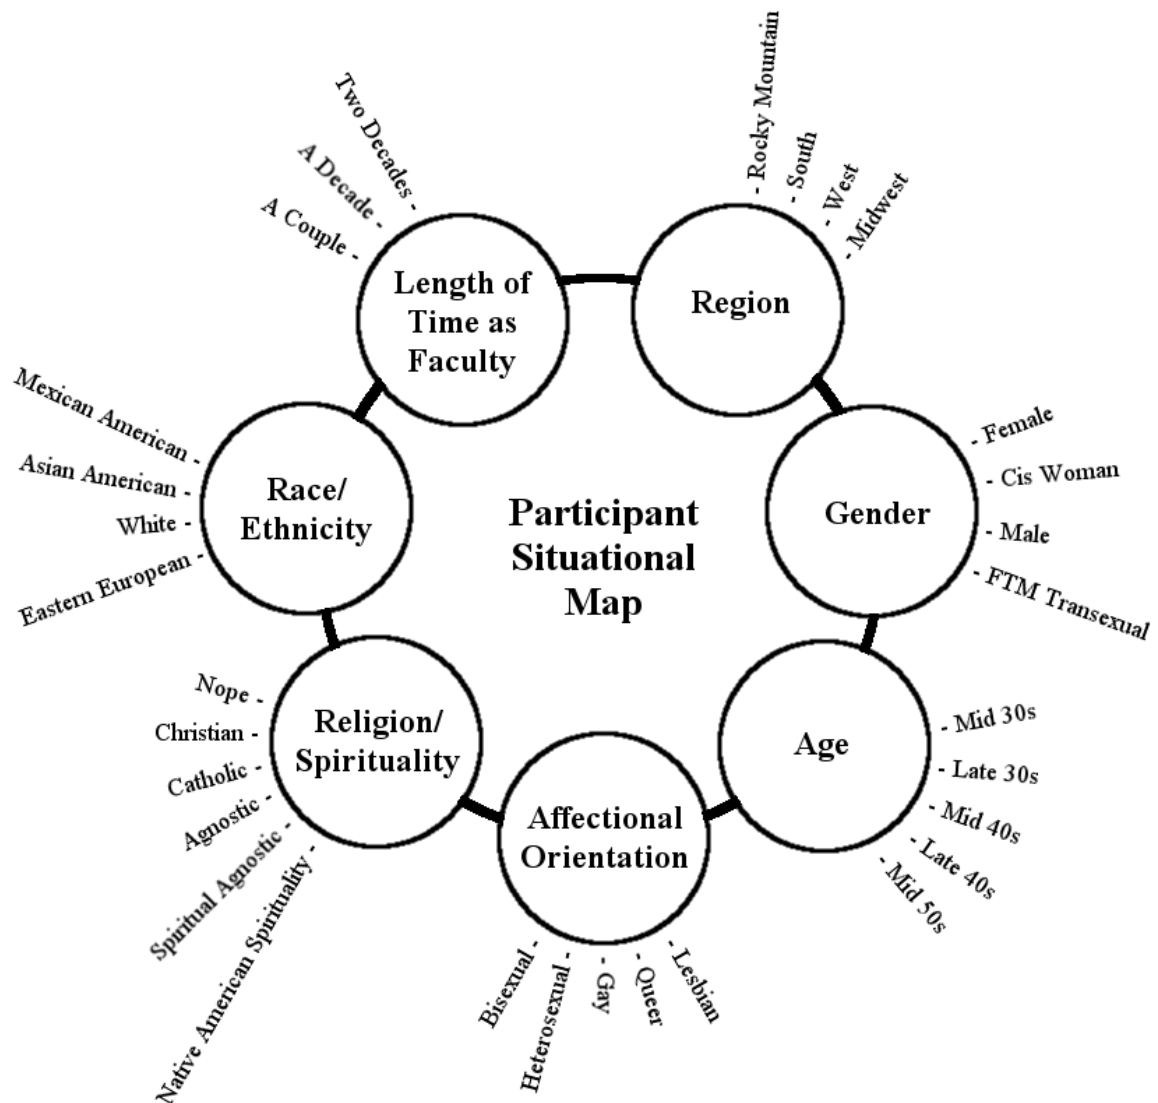 Participant
Situational
Map
Length of
Time as
Faculty
A Couple -
A Decade -
Two Decades -
Region
- Rocky Mountain
- South
- West
- Midwest
Gender
- Female
- Cis Woman
- Male
- FTM Transexual
Age
- Mid 30s
- Late 30s
- Mid 40s
- Late 40s
- Mid 50s
Affectional
Orientation
Bisexual -
Heterosexual -
- Gay
- Queer
- Lesbian
Religion/
Spirituality
Nope -
Christian -
Catholic -
Agnostic -
Spiritual Agnostic -
Native American Spirituality -
Race/
Ethnicity
Mexican American -
Asian American -
White -
Eastern European -